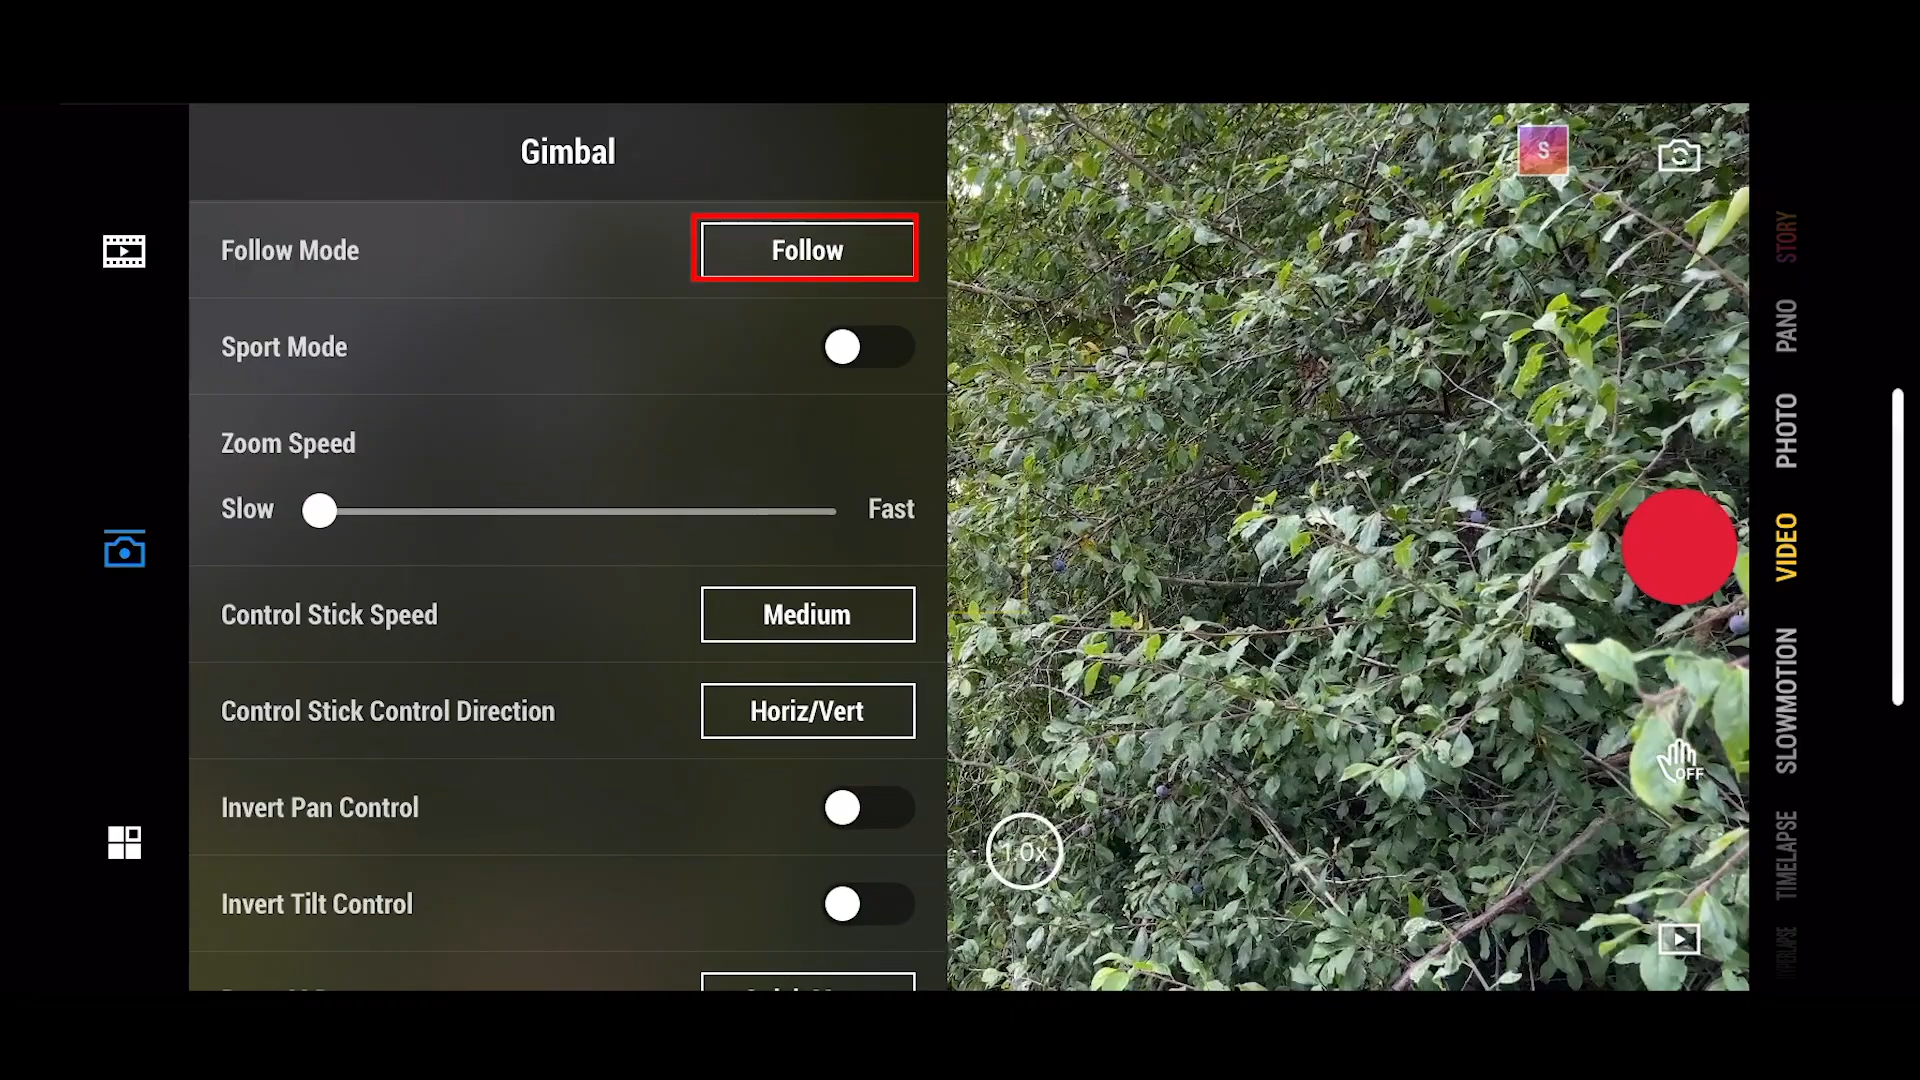 Gimbal
Follow Mode
Follow
Sport Mode
Zoom Speed
Slow
Fast
Control Stick Speed
Medium
Control Stick Control Direction
Horiz/Vert
Invert Pan Control
Invert Tilt Control
S
STORY
PANO
PHOTO
VIDEO
SLOWMOTION
TIMELAPSE
HYPERLAPSE
OFF
1.0x